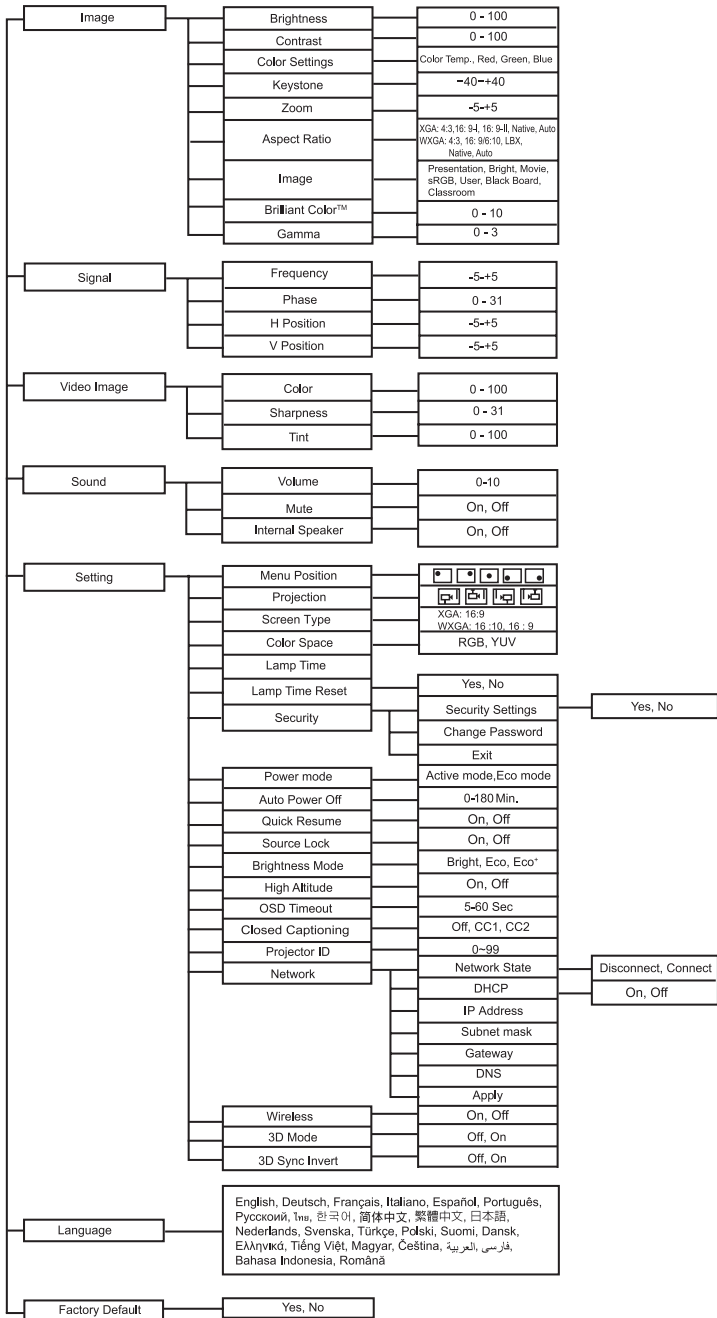 Image
Brightness 0 - 100
Contrast 0 - 100
Color Settings Color Temp., Red, Green, Blue
Keystone −40−+40
Zoom -5-+5
Aspect Ratio XGA: 4:3,16: 9-I, 16: 9-II, Native, Auto
WXGA: 4:3, 16: 9/6:10, LBX,
Native, Auto
Image Presentation, Bright, Movie,
sRGB, User, Black Board,
Classroom
Brilliant Color™ 0 - 10
Gamma 0 - 3
Signal
Frequency -5-+5
Phase 0 - 31
H Position -5-+5
V Position -5-+5
Video Image
Color 0 - 100
Sharpness 0 - 31
Tint 0 - 100
Sound
Volume 0-10
Mute On, Off
Internal Speaker On, Off
Setting
Menu Position
Projection
Screen Type XGA: 16:9
WXGA: 16 :10, 16 : 9
Color Space RGB, YUV
Lamp Time
Lamp Time Reset Yes, No
Security Security Settings Yes, No
Change Password
Exit
Power mode Active mode,Eco mode
Auto Power Off 0-180 Min.
Quick Resume On, Off
Source Lock On, Off
Brightness Mode Bright, Eco, Eco⁺
High Altitude On, Off
OSD Timeout 5-60 Sec
Closed Captioning Off, CC1, CC2
Projector ID 0~99
Network Network State Disconnect, Connect
DHCP On, Off
IP Address
Subnet mask
Gateway
DNS
Apply
Wireless On, Off
3D Mode Off, On
3D Sync Invert Off, On
Language
English, Deutsch, Français, Italiano, Español, Português,
Русскоий, ไทย, 한국어, 简体中文, 繁體中文, 日本語,
Nederlands, Svenska, Türkçe, Polski, Suomi, Dansk,
Ελληνικά, Tiếng Việt, Magyar, Čeština, فارسی, العربية,
Bahasa Indonesia, Română
Factory Default Yes, No